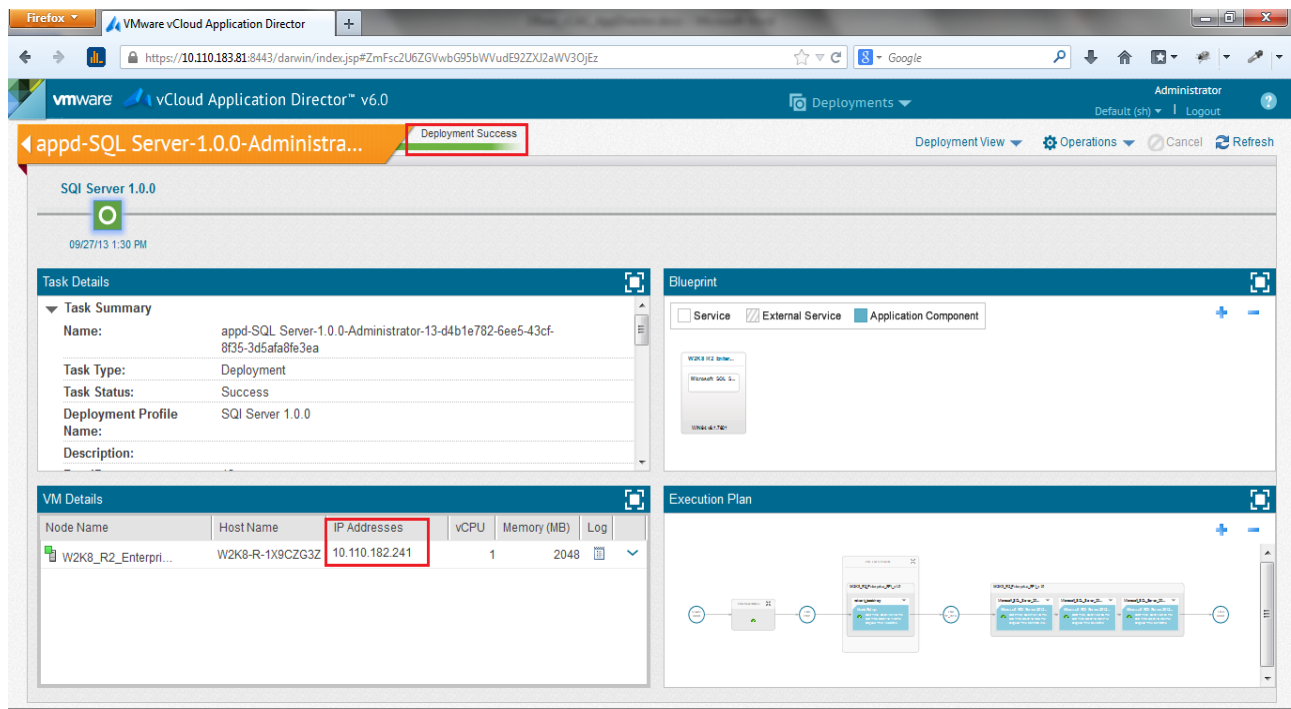 Firefox
VMware vCloud Application Director
https://10.110.183.81:8443/darwin/index.jsp#ZmFsc2U6ZGVwbG95bWVudE92ZXJ2aWV3OjEz
Google
vmware vCloud Application Director™ v6.0
Deployments
Administrator
Default (sh) | Logout
appd-SQL Server-1.0.0-Administra...
Deployment Success
Deployment View
Operations
Cancel
Refresh
SQl Server 1.0.0
09/27/13 1:30 PM
Task Details
Task Summary
Name: appd-SQL Server-1.0.0-Administrator-13-d4b1e782-6ee5-43cf-
8f35-3d5afa8fe3ea
Task Type: Deployment
Task Status: Success
Deployment Profile SQl Server 1.0.0
Name:
Description:
Blueprint
Service External Service Application Component
W2K8 R2 Enter...
Microsoft SQL S...
VM Details
Node Name Host Name IP Addresses vCPU Memory (MB) Log
W2K8_R2_Enterpri... W2K8-R-1X9CZG3Z 10.110.182.241 1 2048
Execution Plan